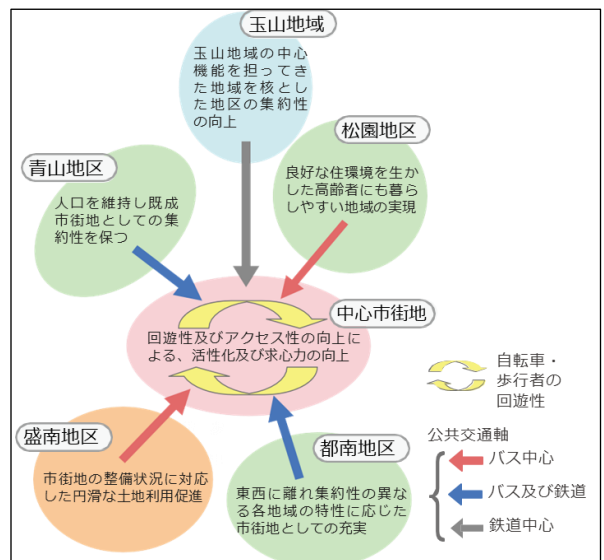 玉山地域
玉山地域の中心
機能を担ってき
た地域を核とし
た地区の集約性
の向上
松園地区
良好な住環境を生か
した高齢者にも暮ら
しやすい地域の実現
青山地区
人口を維持し既成
市街地としての集
約性を保つ
中心市街地
回遊性及びアクセス性の向上に
よる、活性化及び求心力の向上
自転車・
歩行者の
回遊性
公共交通軸
バス中心
バス及び鉄道
鉄道中心
盛南地区
市街地の整備状況に対応
した円滑な土地利用促進
都南地区
東西に離れ集約性の異な
る各地域の特性に応じた
市街地としての充実